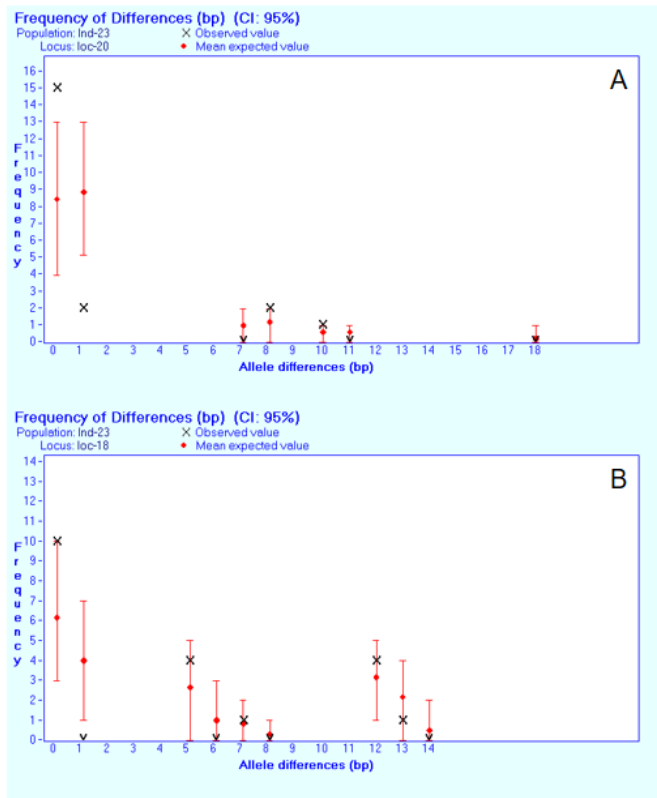 Frequency of Differences (bp) (CI: 95%)
Population: Ind-23 X Observed value
Locus: loc-20 Mean expected value
A
Frequency
16
15
14
13
12
11
10
9
8
7
6
5
4
3
2
1
0
0 1 2 3 4 5 6 7 8 9 10 11 12 13 14 15 16 17 18
Allele differences (bp)
Frequency of Differences (bp) (CI: 95%)
Population: Ind-23 X Observed value
Locus: loc-18 Mean expected value
B
Frequency
14
13
12
11
10
9
8
7
6
5
4
3
2
1
0
0 1 2 3 4 5 6 7 8 9 10 11 12 13 14
Allele differences (bp)